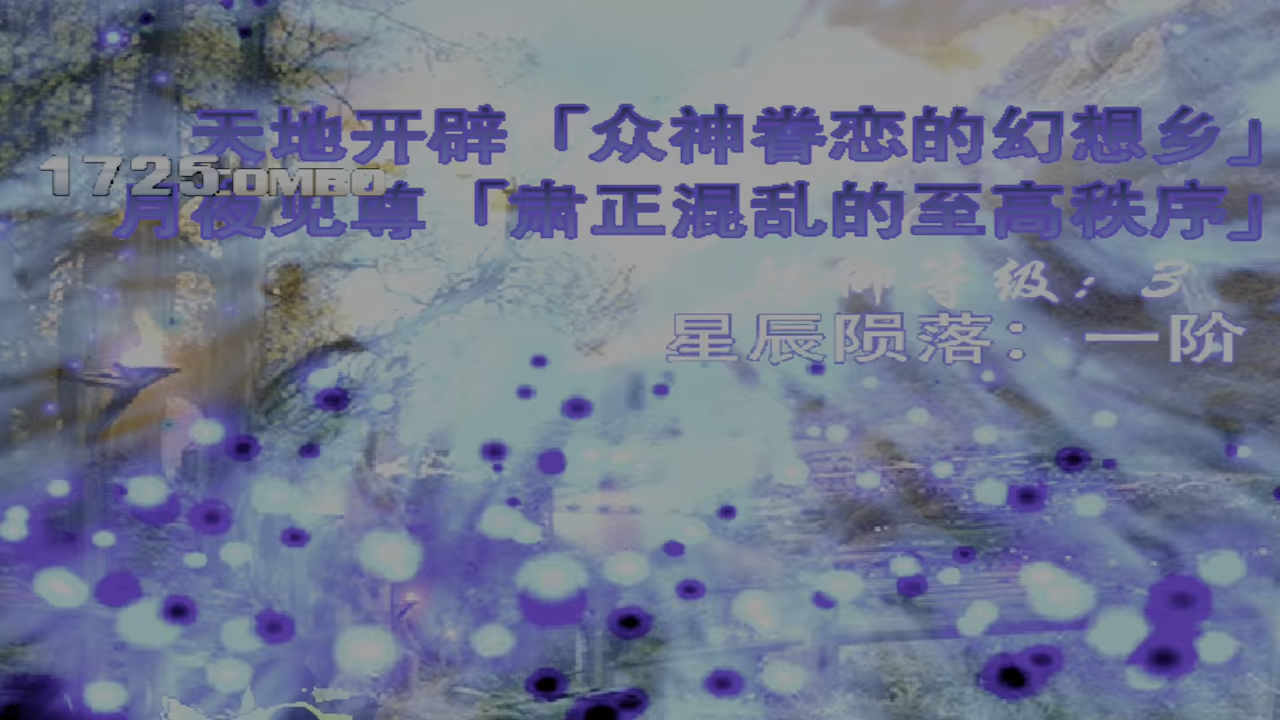 天地开辟「众神眷恋的幻想乡」
1725COMBO
月夜见尊「肃正混乱的至高秩序」
等级：3
星辰陨落：一阶